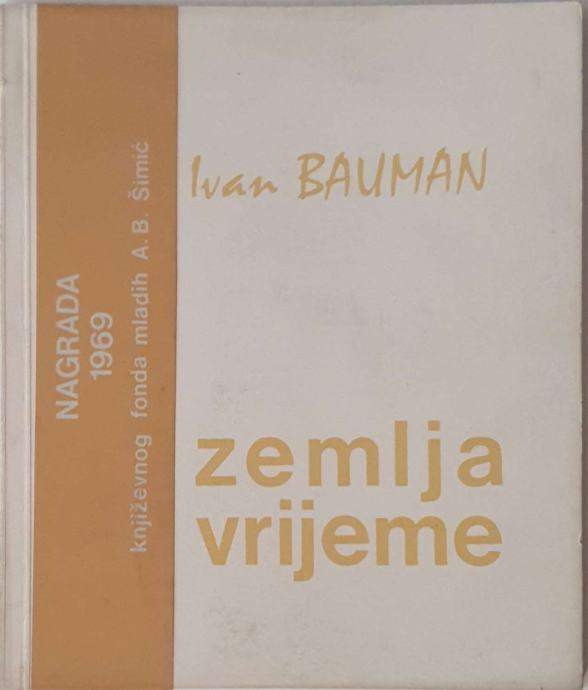 NAGRADA
1969
književnog fonda mladih A.B. Šimić
Ivan BAUMAN
zemlja
vrijeme